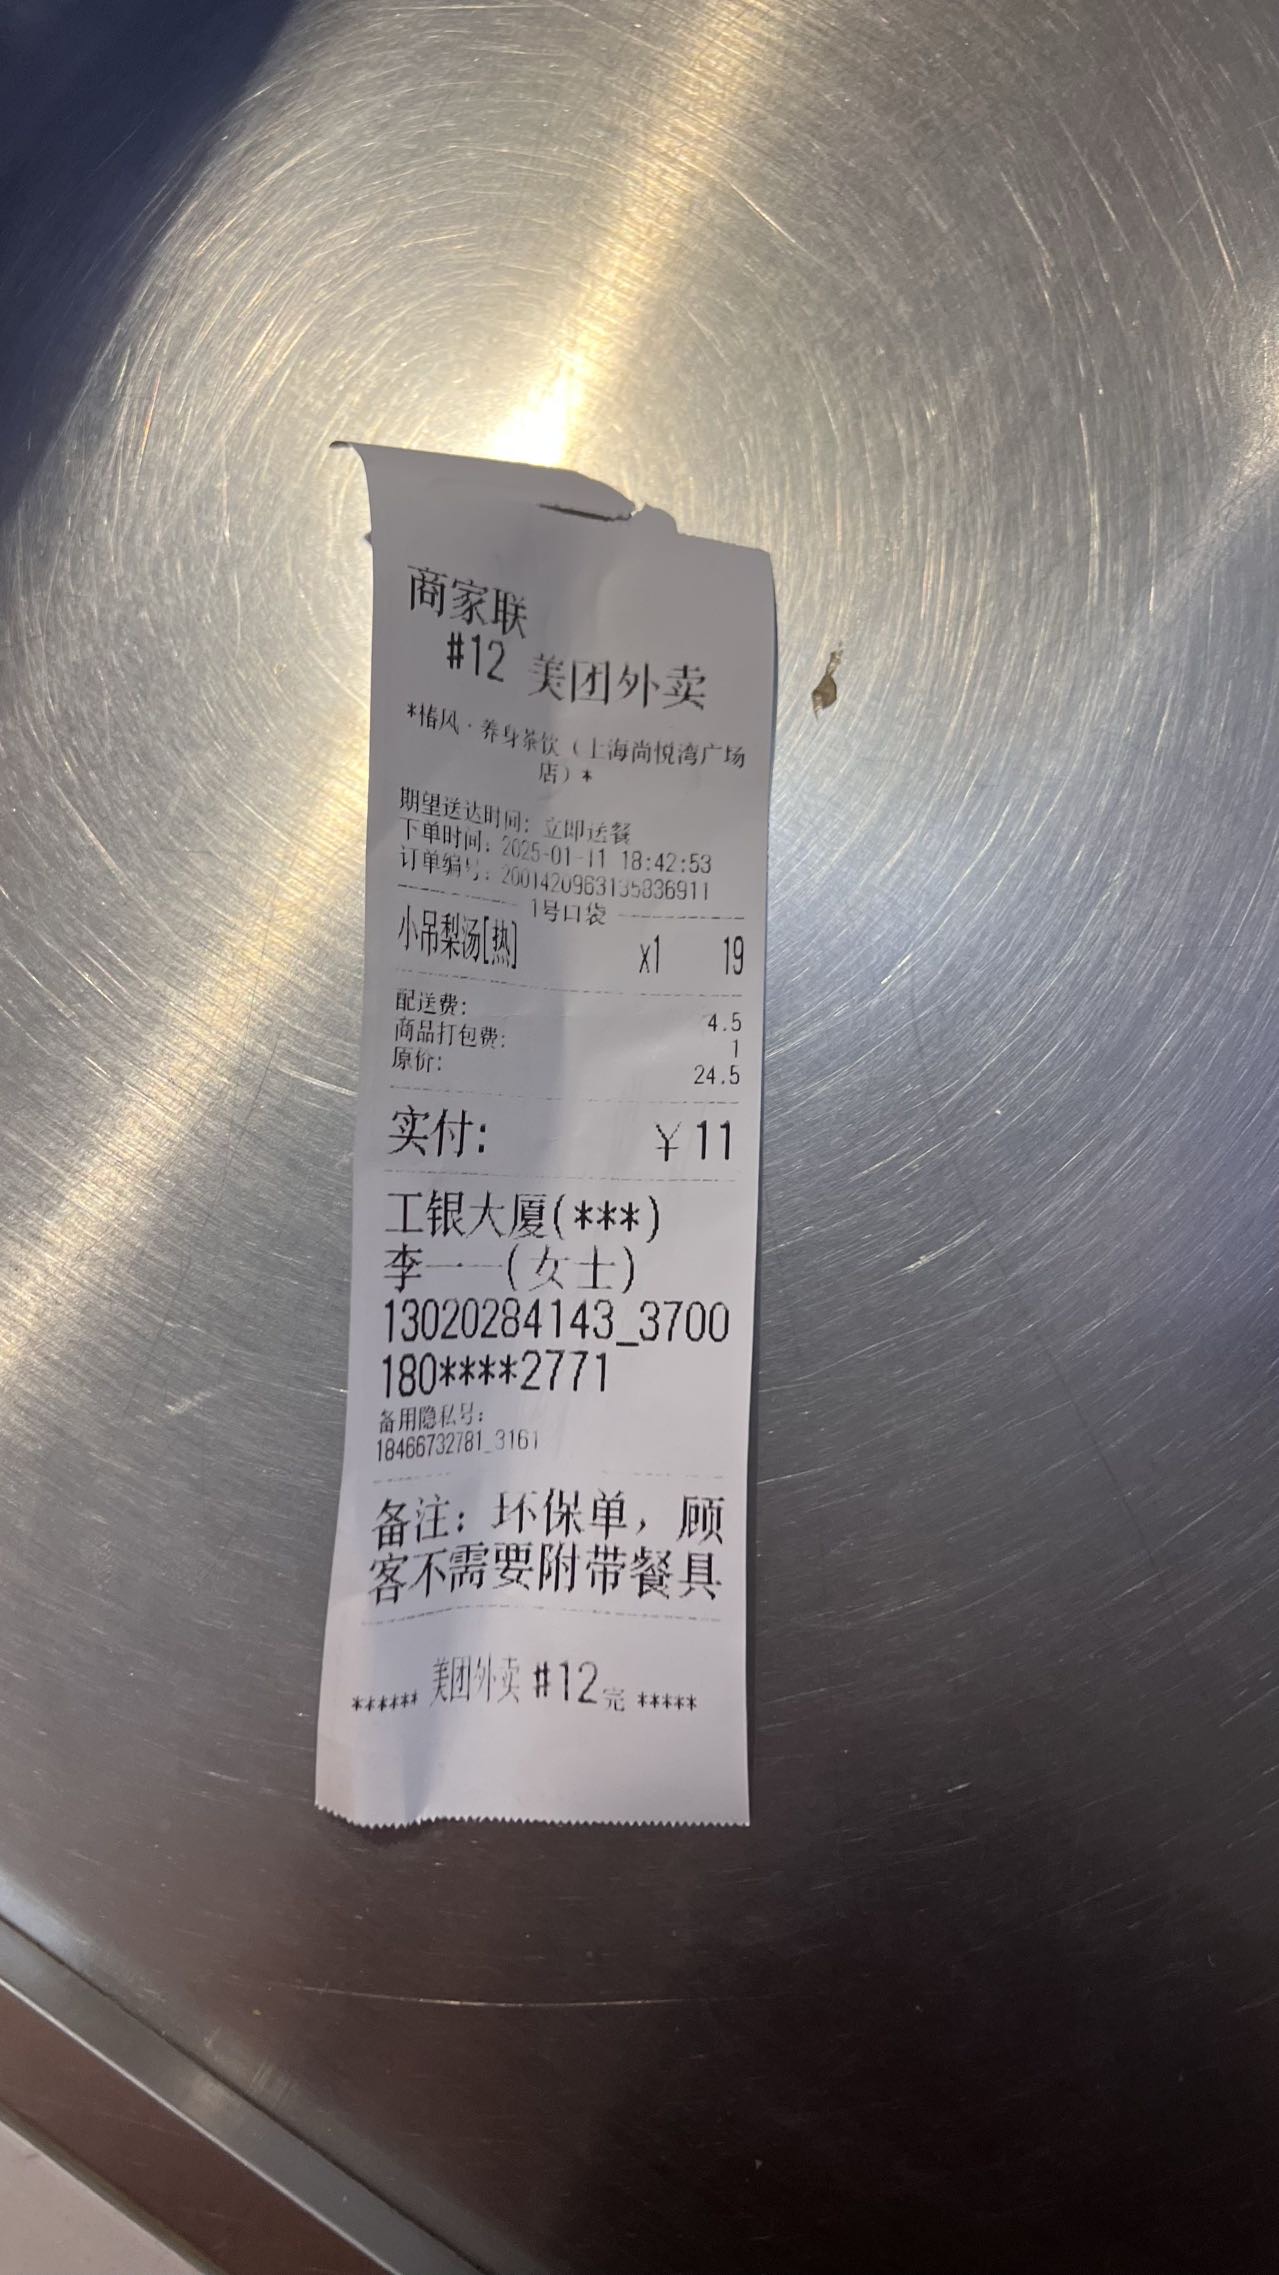 商家联
#12 美团外卖
*椿风·养身茶饮（上海尚悦湾广场
店）*
期望送达时间：立即送餐
下单时间：2025-01-11 18:42:53
订单编号：2001420963135836911
1号口袋
小吊梨汤[热] x1 19
配送费： 4.5
商品打包费： 1
原价： 24.5
实付： ￥11
工银大厦(***)
李一一(女士)
13020284143_3700
180****2771
备用隐私号：
18466732781_3161
备注：环保单，顾
客不需要附带餐具
****** 美团外卖 #12完 *****